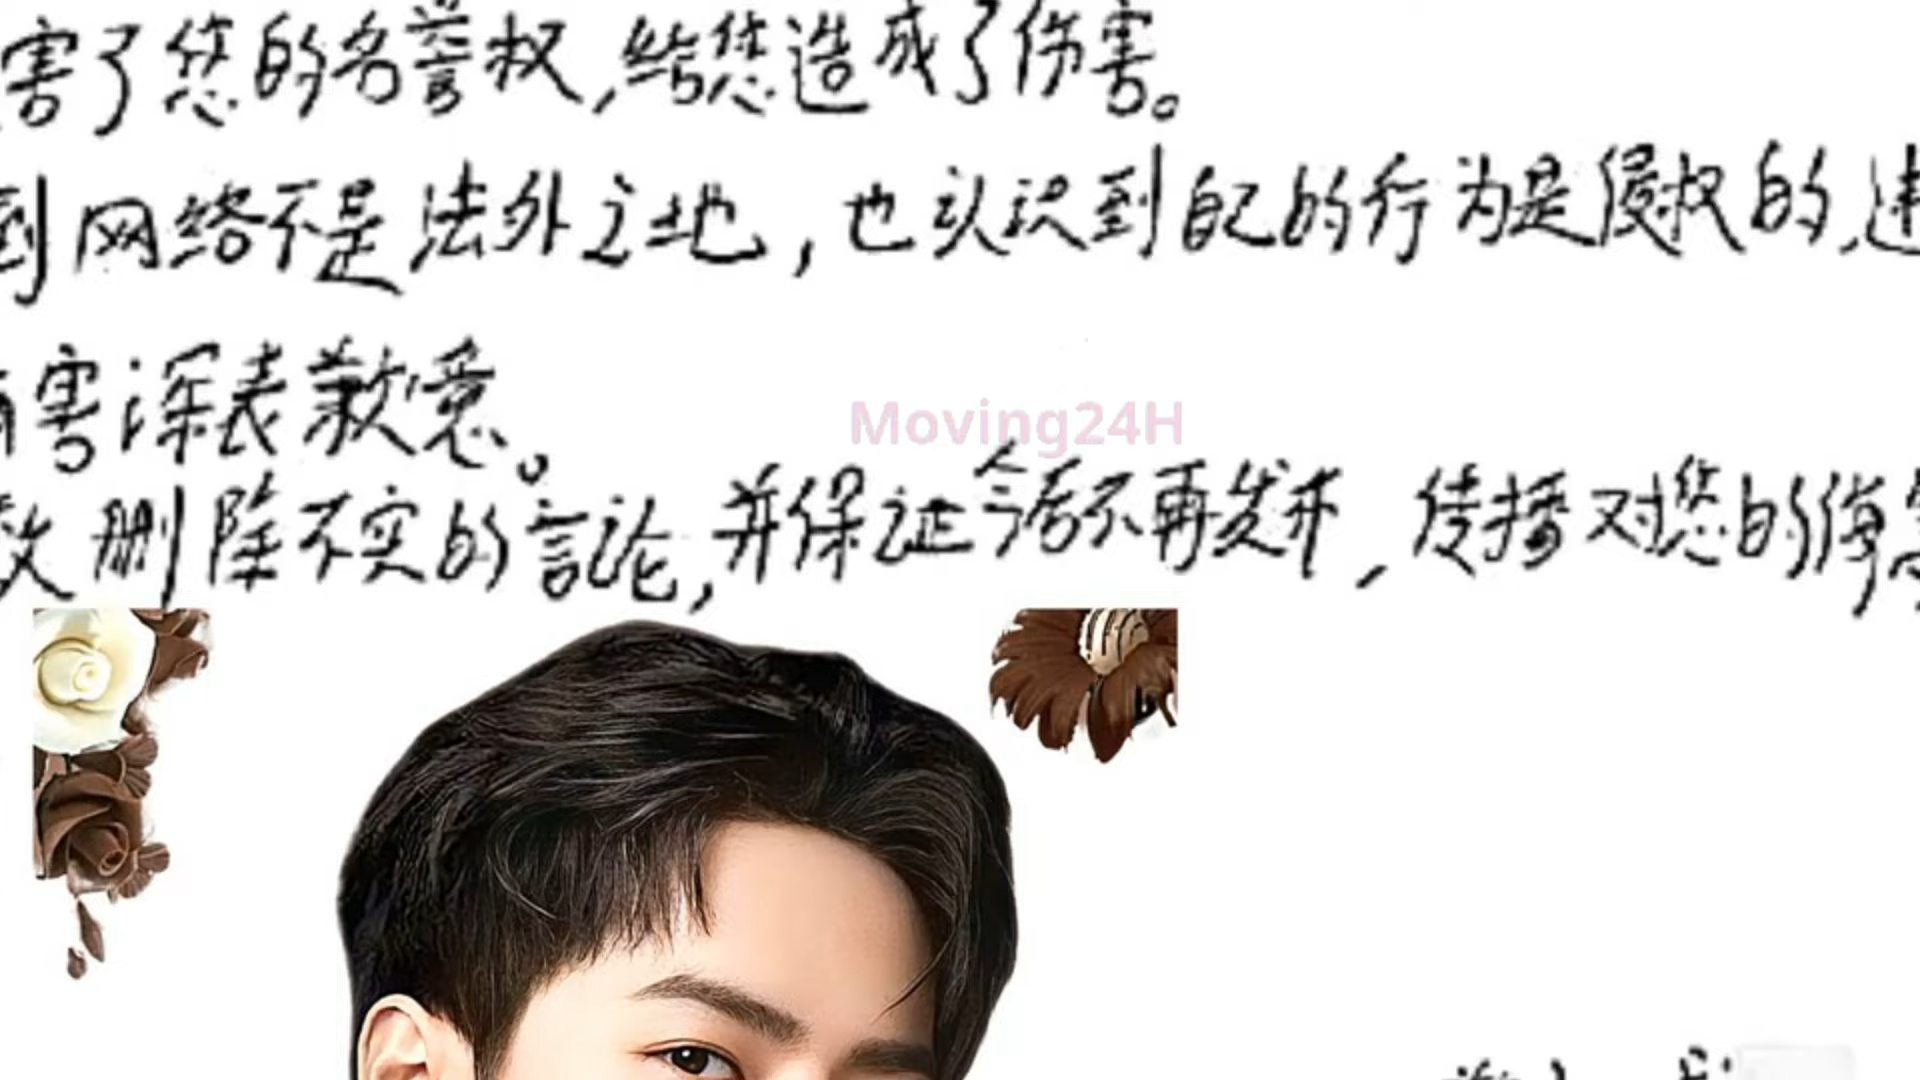 害了您的名誉权,给您造成了伤害。
到网络不是法外之地,也认识到自己的行为是侵权的,违
害深表歉意。
Moving24H
删除不实的言论,并保证今后不再发布,传播对您的侮